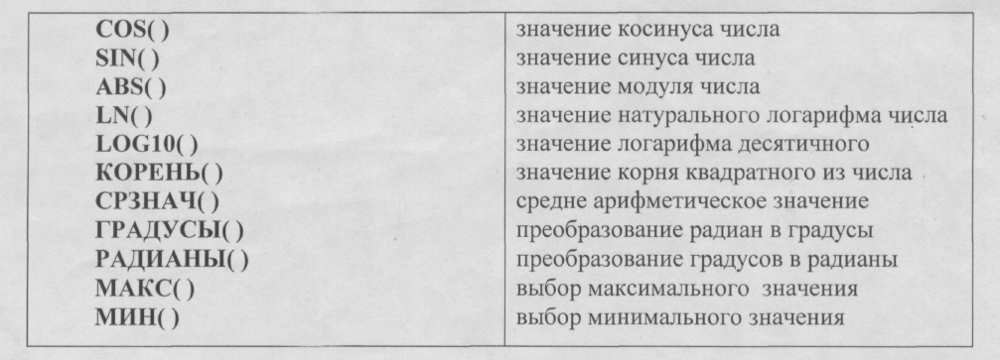 COS( ) значение косинуса числа
SIN( ) значение синуса числа
ABS( ) значение модуля числа
LN( ) значение натурального логарифма числа
LOG10( ) значение логарифма десятичного
КОРЕНЬ( ) значение корня квадратного из числа
СРЗНАЧ( ) средне арифметическое значение
ГРАДУСЫ( ) преобразование радиан в градусы
РАДИАНЫ( ) преобразование градусов в радианы
МАКС( ) выбор максимального значения
МИН( ) выбор минимального значения